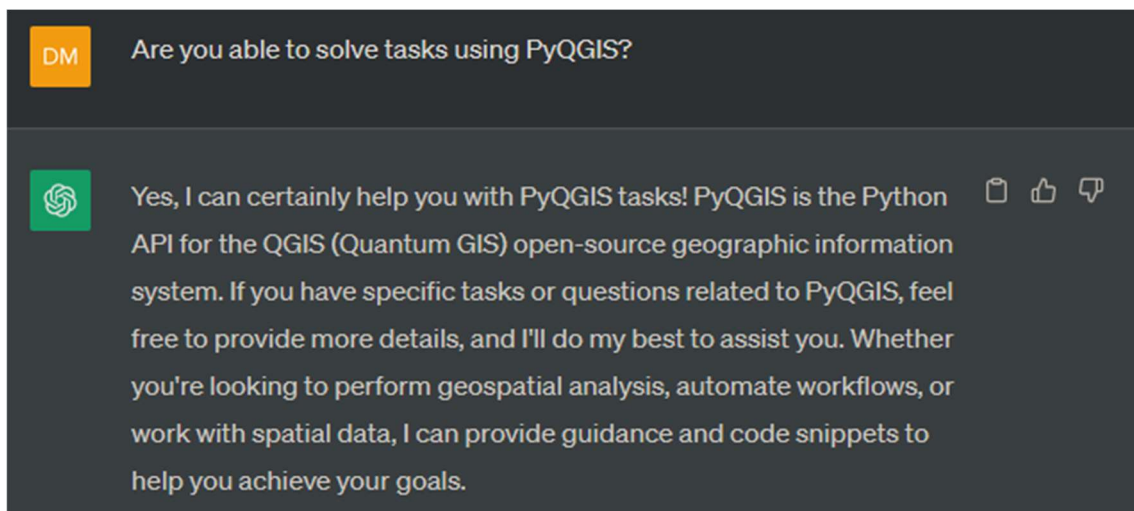 DM
Are you able to solve tasks using PyQGIS?
Yes, I can certainly help you with PyQGIS tasks! PyQGIS is the Python
API for the QGIS (Quantum GIS) open-source geographic information
system. If you have specific tasks or questions related to PyQGIS, feel
free to provide more details, and I'll do my best to assist you. Whether
you're looking to perform geospatial analysis, automate workflows, or
work with spatial data, I can provide guidance and code snippets to
help you achieve your goals.